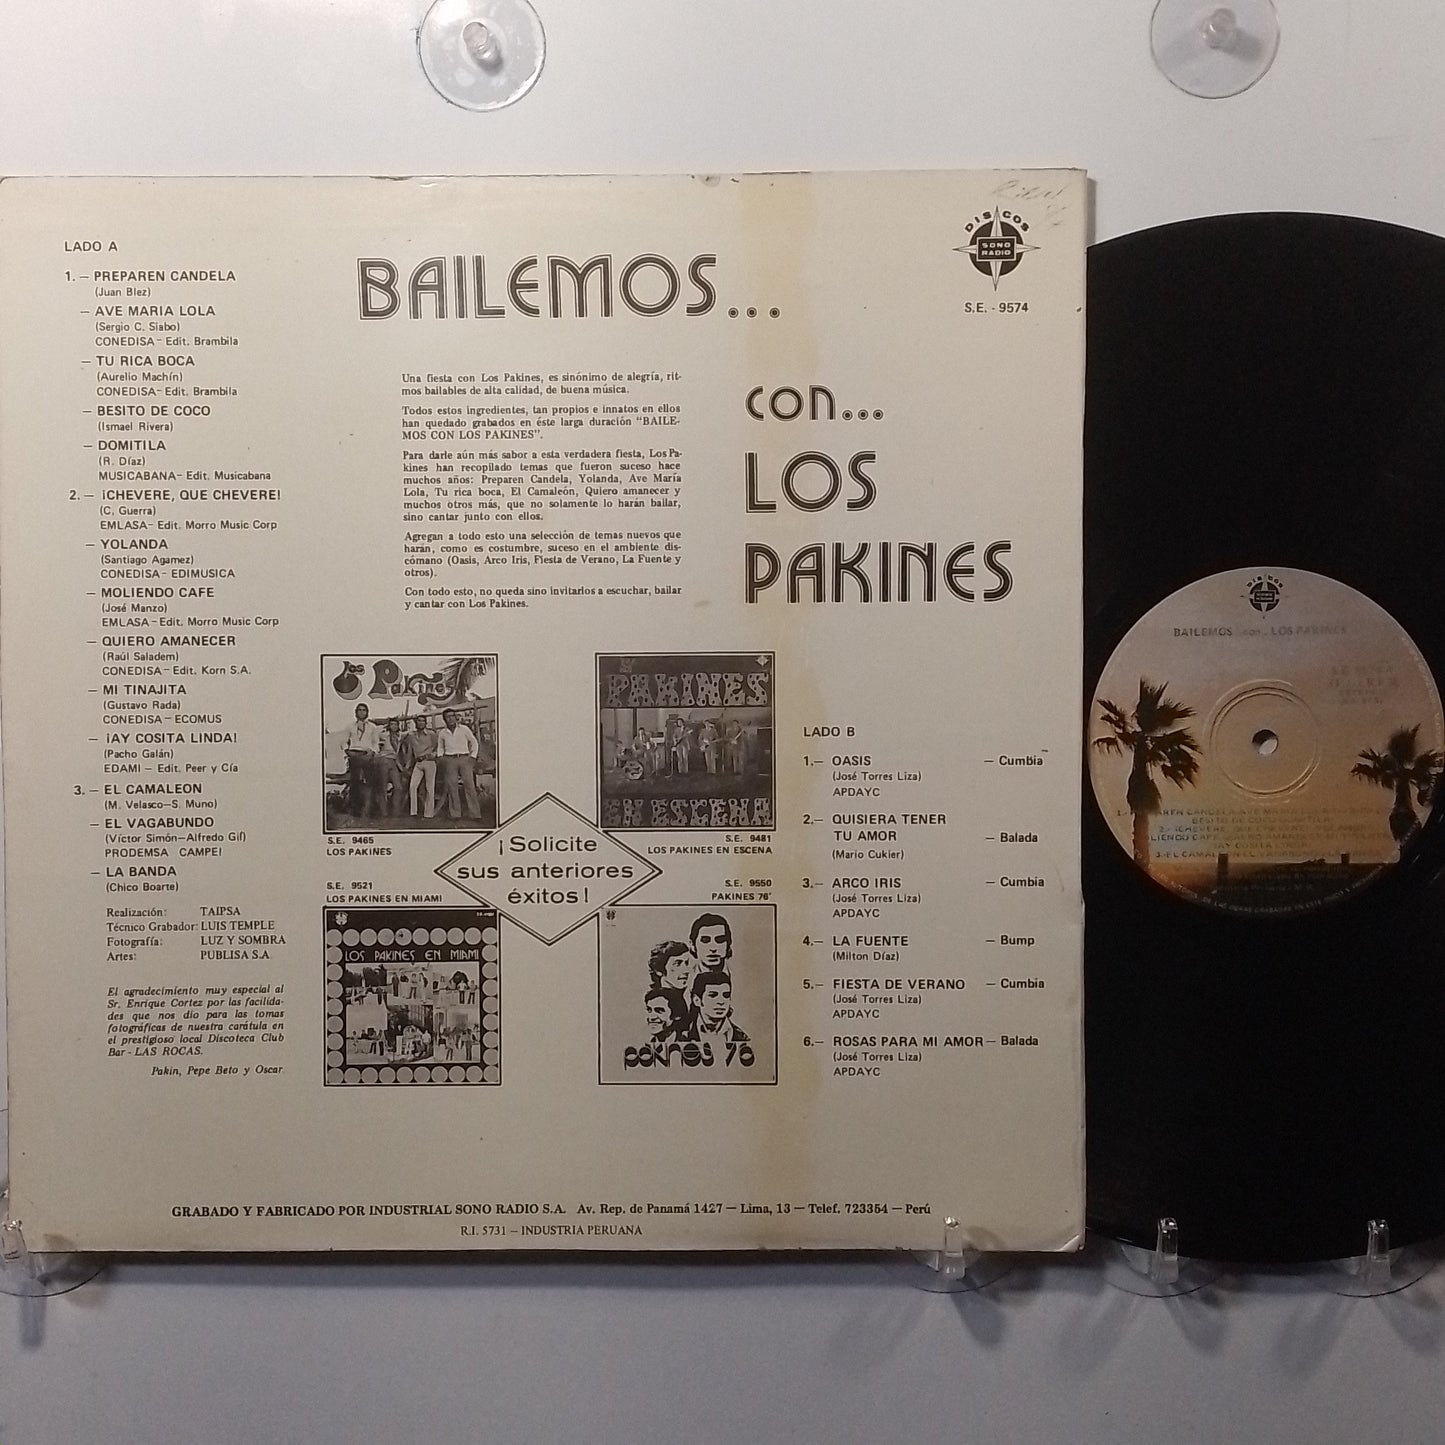 LADO A
1.– PREPAREN CANDELA
(Juan Blez)
– AVE MARIA LOLA
(Sergio C. Siabo)
CONEDISA– Edit. Brambila
– TU RICA BOCA
(Aurelio Machín)
CONEDISA– Edit. Brambila
– BESITO DE COCO
(Ismael Rivera)
– DOMITILA
(R. Díaz)
MUSICABANA– Edit. Musicabana
2.– ¡CHEVERE, QUE CHEVERE!
(C. Guerra)
EMLASA– Edit. Morro Music Corp
– YOLANDA
(Santiago Agamez)
CONEDISA– EDIMUSICA
– MOLIENDO CAFE
(José Manzo)
EMLASA– Edit. Morro Music Corp
– QUIERO AMANECER
(Raúl Saladem)
CONEDISA– Edit. Korn S.A.
– MI TINAJITA
(Gustavo Rada)
CONEDISA– ECOMUS
– ¡AY COSITA LINDA!
(Pacho Galán)
EDAMI – Edit. Peer y Cía
3.– EL CAMALEON
(M. Velasco–S. Muno)
– EL VAGABUNDO
(Víctor Simón–Alfredo Gil)
PRODEMSA CAMPEI
– LA BANDA
(Chico Boarte)
Realización: TAIPSA
Técnico Grabador: LUIS TEMPLE
Fotografía: LUZ Y SOMBRA
Artes: PUBLISA S.A.
El agradecimiento muy especial al
Sr. Enrique Cortez por las facilida-
des que nos dio para las tomas
fotográficas de nuestra carátula en
el prestigioso local Discoteca Club
Bar - LAS ROCAS.
Pakin, Pepe Beto y Oscar.
BAILEMOS...
con...
LOS
PAKINES
DISCOS
SONO
RADIO
S.E. - 9574
Una fiesta con Los Pakines, es sinónimo de alegría, rit-
mos bailables de alta calidad, de buena música.
Todos estos ingredientes, tan propios e innatos en ellos
han quedado grabados en éste larga duración "BAILE-
MOS CON LOS PAKINES".
Para darle aún más sabor a esta verdadera fiesta, Los Pa-
kines han recopilado temas que fueron suceso hace
muchos años: Preparen Candela, Yolanda, Ave María
Lola, Tu rica boca, El Camaleón, Quiero amanecer y
muchos otros más, que no solamente lo harán bailar,
sino cantar junto con ellos.
Agregan a todo esto una selección de temas nuevos que
harán, como es costumbre, suceso en el ambiente dis-
cómano (Oasis, Arco Iris, Fiesta de Verano, La Fuente y
otros).
Con todo esto, no queda sino invitarlos a escuchar, bailar
y cantar con Los Pakines.
Los Pakines
S.E. 9465
LOS PAKINES
PAKINES
EN ESCENA
S.E. 9481
LOS PAKINES EN ESCENA
¡Solicite
sus anteriores
éxitos!
S.E. 9521
LOS PAKINES EN MIAMI
LOS PAKINES EN MIAMI
S.E. 9550
PAKINES 76'
PAKINES 76
LADO B
1.– OASIS – Cumbia
(José Torres Liza)
APDAYC
2.– QUISIERA TENER
TU AMOR – Balada
(Mario Cukier)
3.– ARCO IRIS – Cumbia
(José Torres Liza)
APDAYC
4.– LA FUENTE – Bump
(Milton Díaz)
5.– FIESTA DE VERANO – Cumbia
(José Torres Liza)
APDAYC
6.– ROSAS PARA MI AMOR – Balada
(José Torres Liza)
APDAYC
GRABADO Y FABRICADO POR INDUSTRIAL SONO RADIO S.A. Av. Rep. de Panamá 1427 – Lima, 13 – Telef. 723354 – Perú
R.I. 5731 – INDUSTRIA PERUANA
DISCOS
BAILEMOS con.. LOS PAKINES